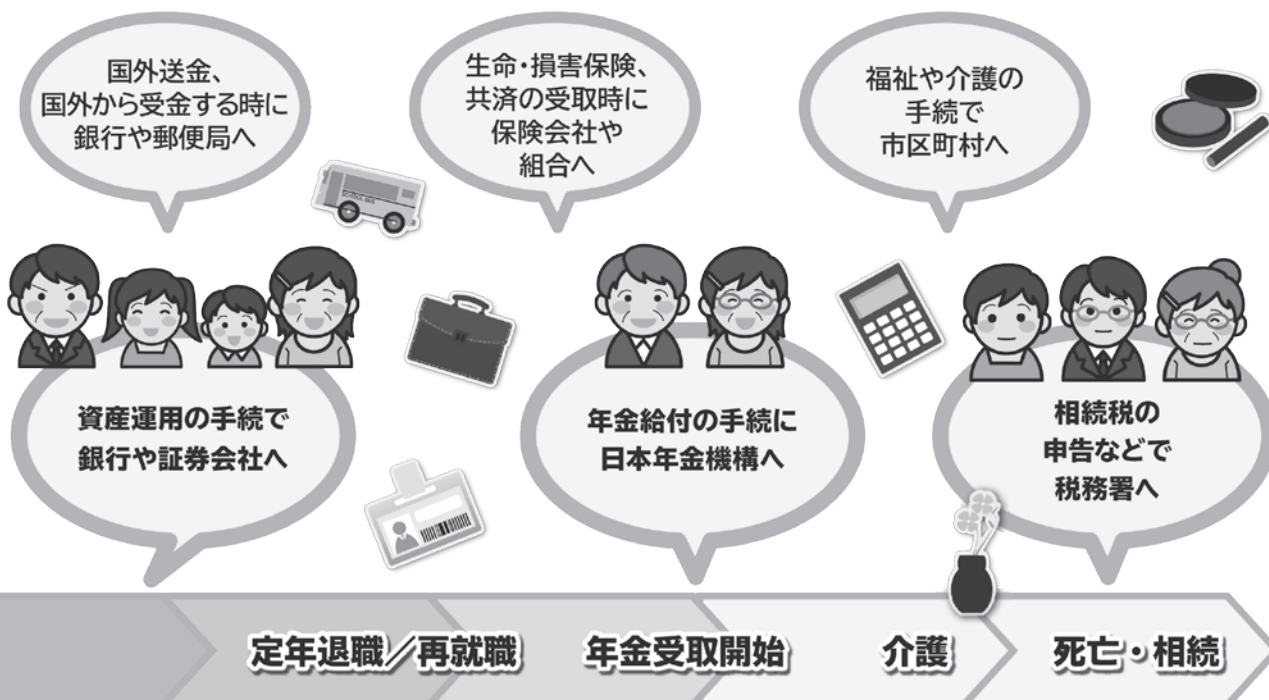 国外送金、
国外から受金する時に
銀行や郵便局へ
生命・損害保険、
共済の受取時に
保険会社や
組合へ
福祉や介護の
手続で
市区町村へ
SCHOOL BUS
資産運用の手続で
銀行や証券会社へ
年金給付の手続に
日本年金機構へ
相続税の
申告などで
税務署へ
定年退職／再就職
年金受取開始
介護
死亡・相続